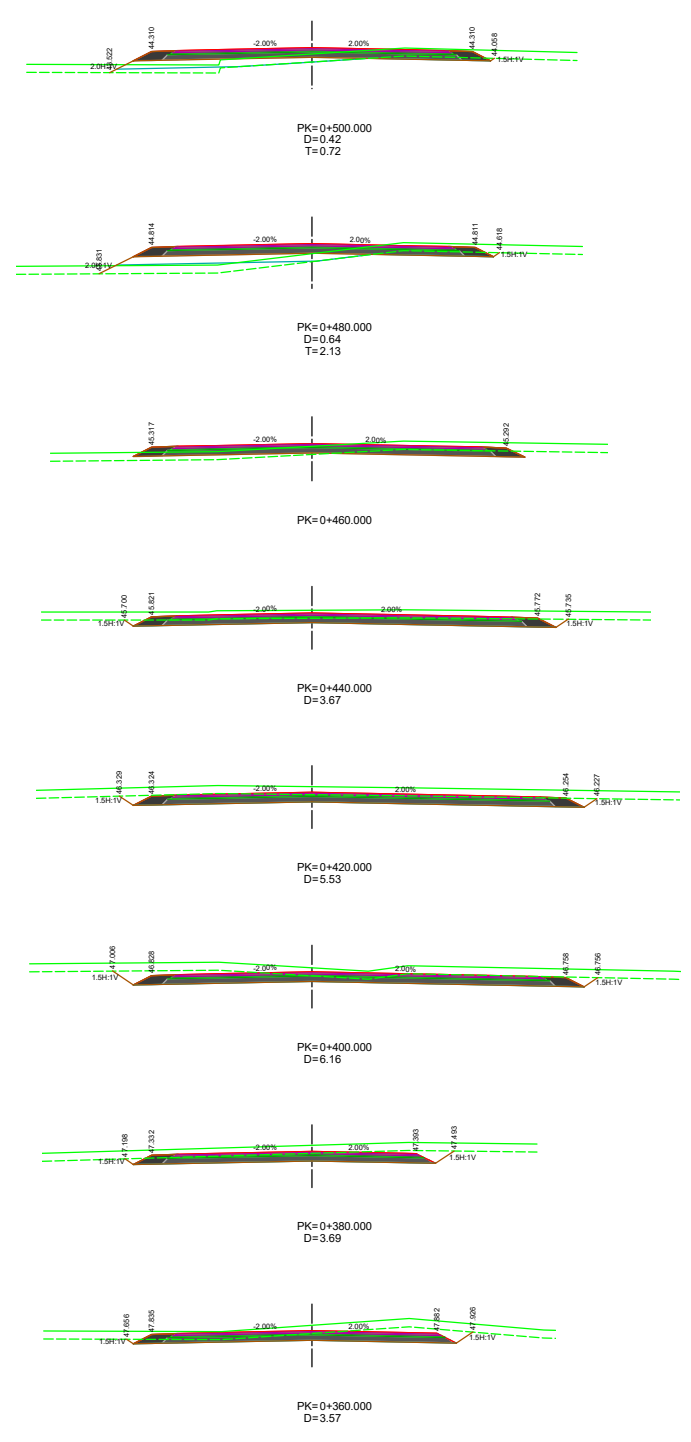 44.310 -2.00% 2.00% 44.310 44.058
2.0H:1V 1.5H:1V
PK=0+500.000
D=0.42
T=0.72
44.814 -2.00% 2.00% 44.811 44.618
2.0H:1V 1.5H:1V
PK=0+480.000
D=0.64
T=2.13
45.317 -2.00% 2.00% 45.292
PK=0+460.000
45.700 45.821 -2.00% 2.00% 45.772 45.735
1.5H:1V 1.5H:1V
PK=0+440.000
D=3.67
46.329 46.324 -2.00% 2.00% 46.254 46.227
1.5H:1V 1.5H:1V
PK=0+420.000
D=5.53
47.006 46.828 -2.00% 2.00% 46.758 46.756
1.5H:1V 1.5H:1V
PK=0+400.000
D=6.16
47.198 47.332 -2.00% 2.00% 47.393 47.493
1.5H:1V 1.5H:1V
PK=0+380.000
D=3.69
47.656 47.835 -2.00% 2.00% 47.882 47.926
1.5H:1V 1.5H:1V
PK=0+360.000
D=3.57